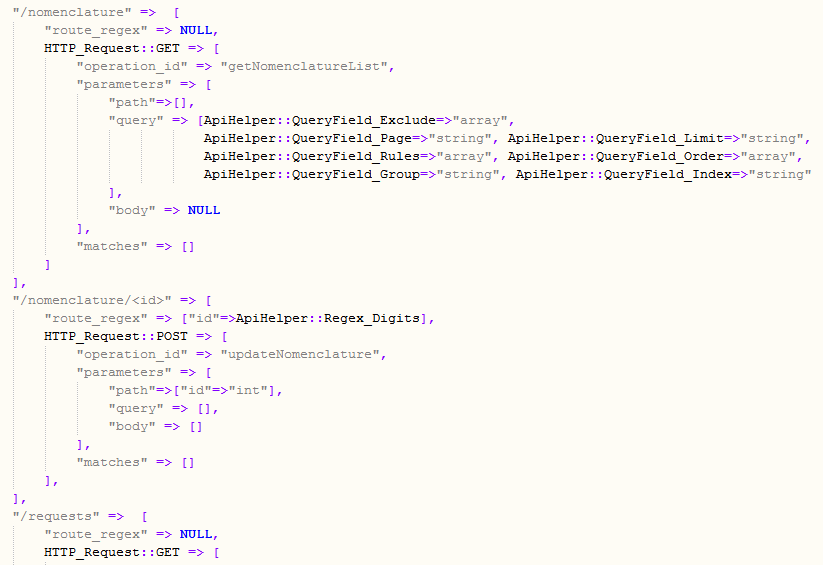 "/nomenclature" =>  [
    "route_regex" => NULL,
    HTTP_Request::GET => [
        "operation_id" => "getNomenclatureList",
        "parameters" => [
            "path"=>[],
            "query" => [ApiHelper::QueryField_Exclude=>"array",
                        ApiHelper::QueryField_Page=>"string", ApiHelper::QueryField_Limit=>"string",
                        ApiHelper::QueryField_Rules=>"array", ApiHelper::QueryField_Order=>"array",
                        ApiHelper::QueryField_Group=>"string", ApiHelper::QueryField_Index=>"string"
            ],
            "body" => NULL
        ],
        "matches" => []
    ]
],
"/nomenclature/<id>" => [
    "route_regex" => ["id"=>ApiHelper::Regex_Digits],
    HTTP_Request::POST => [
        "operation_id" => "updateNomenclature",
        "parameters" => [
            "path"=>["id"=>"int"],
            "query" => [],
            "body" => []
        ],
        "matches" => []
    ],
],
"/requests" =>  [
    "route_regex" => NULL,
    HTTP_Request::GET => [